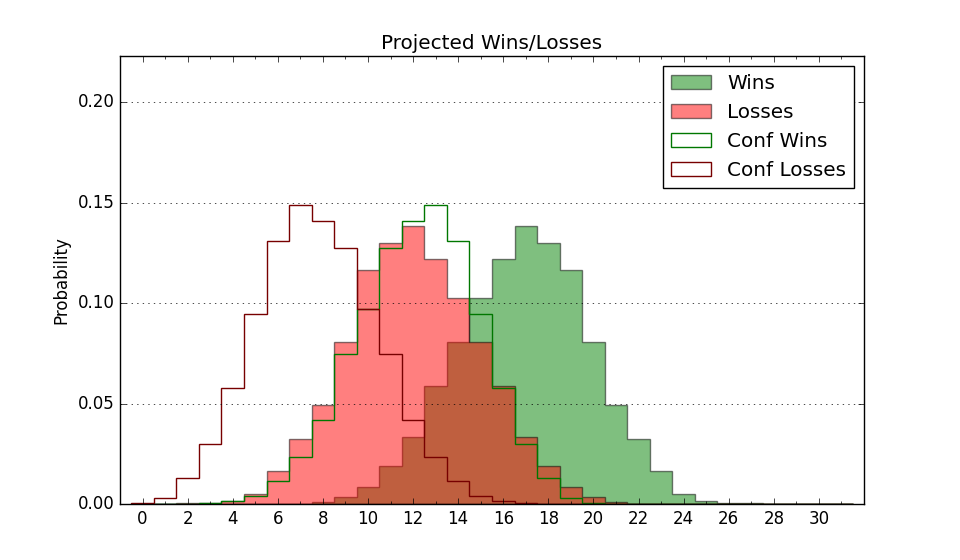 Projected Wins/Losses
Wins
Losses
Conf Wins
Conf Losses
Probability
0.20
0.15
0.10
0.05
0.00
0 2 4 6 8 10 12 14 16 18 20 22 24 26 28 30